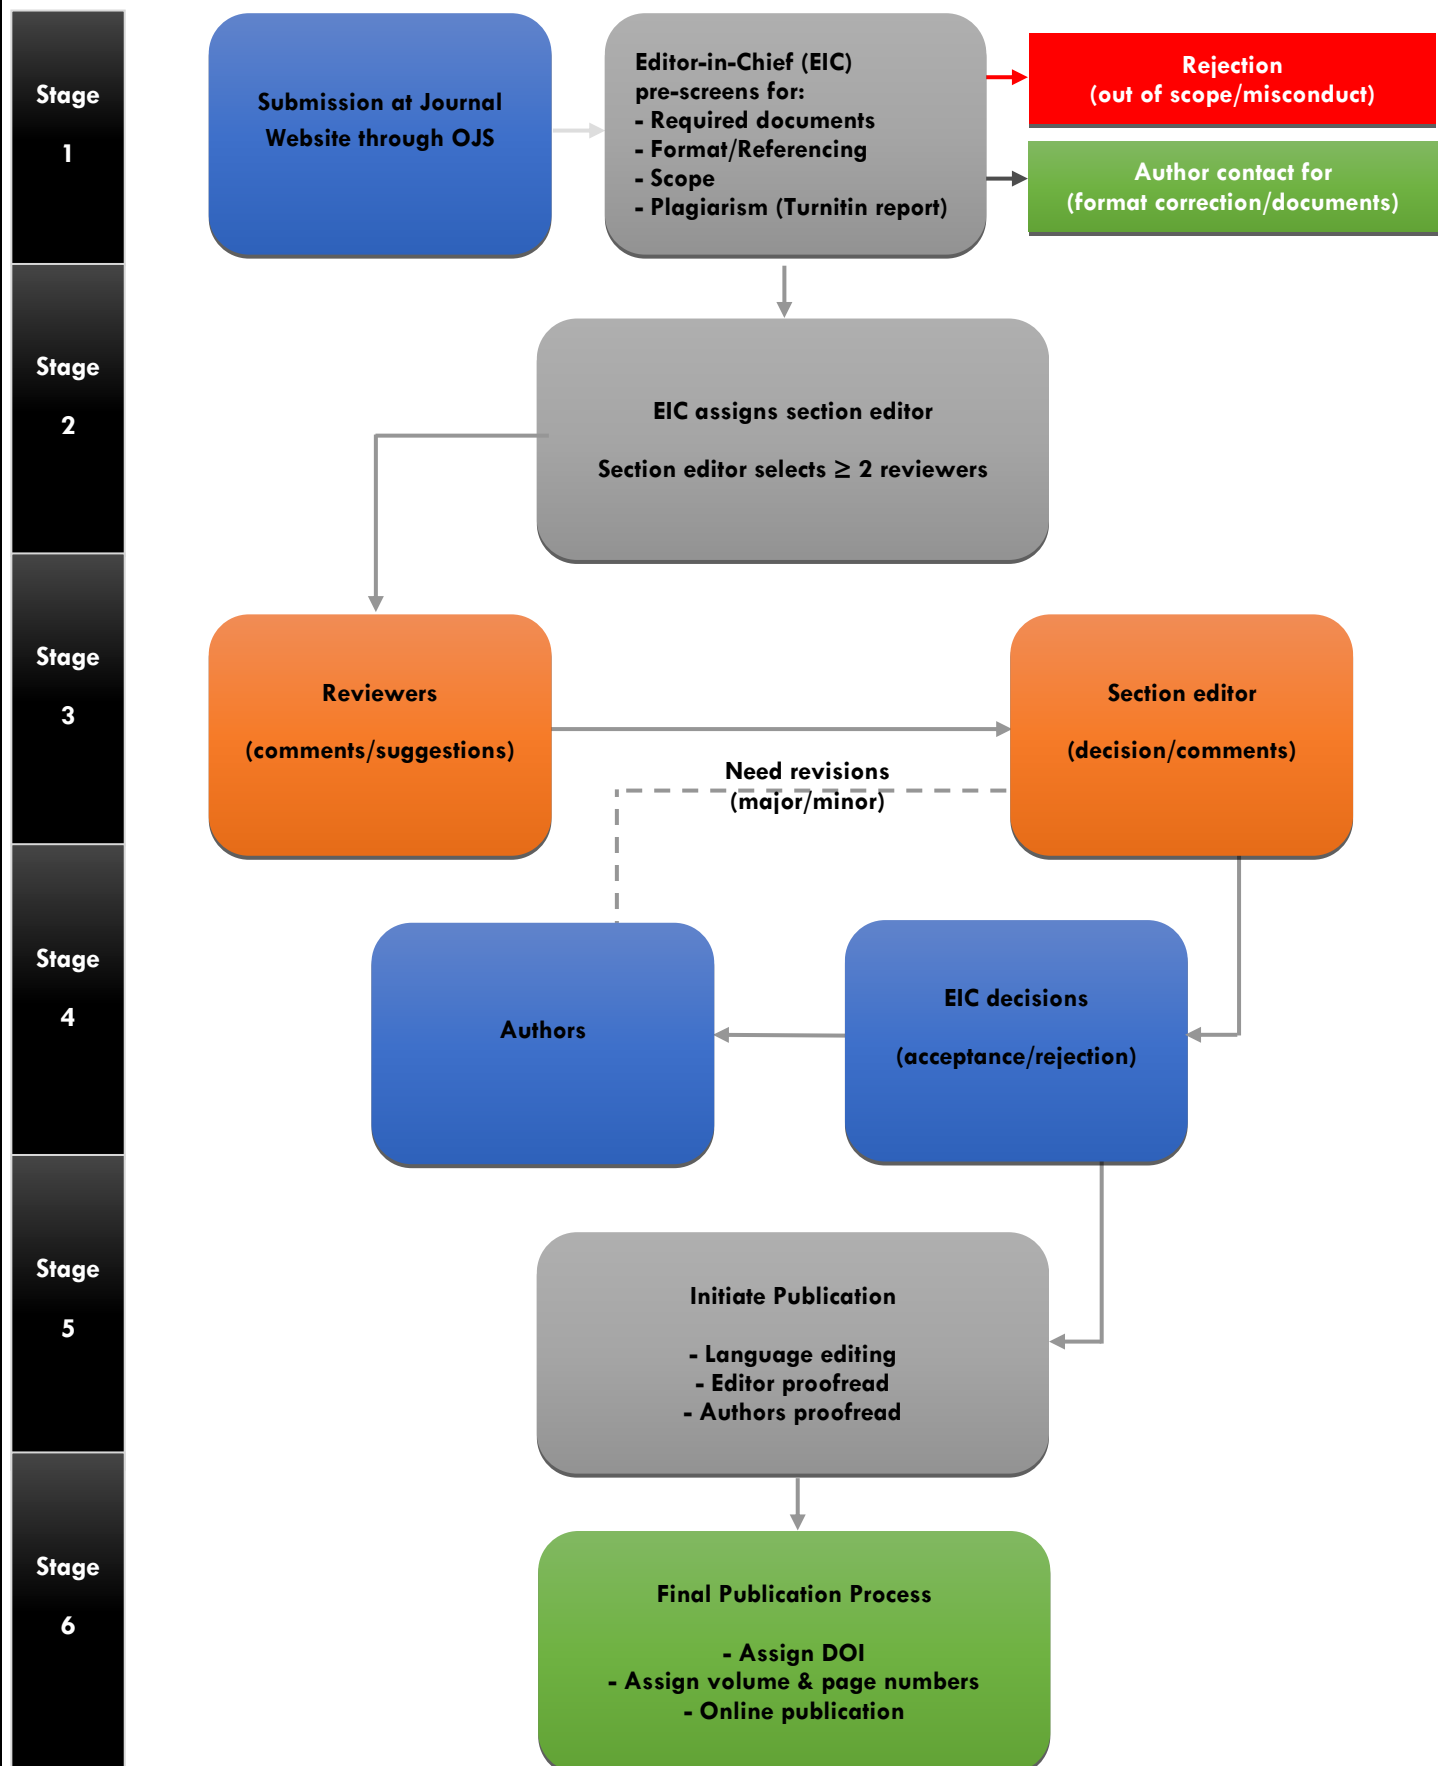 Stage
1
Submission at Journal
Website through OJS
Editor-in-Chief (EIC)
pre-screens for:
- Required documents
- Format/Referencing
- Scope
- Plagiarism (Turnitin report)
Rejection
(out of scope/misconduct)
Author contact for
(format correction/documents)
Stage
2
EIC assigns section editor
Section editor selects ≥ 2 reviewers
Stage
3
Reviewers
(comments/suggestions)
Need revisions
(major/minor)
Section editor
(decision/comments)
Stage
4
Authors
EIC decisions
(acceptance/rejection)
Stage
5
Initiate Publication
- Language editing
- Editor proofread
- Authors proofread
Stage
6
Final Publication Process
- Assign DOI
- Assign volume & page numbers
- Online publication